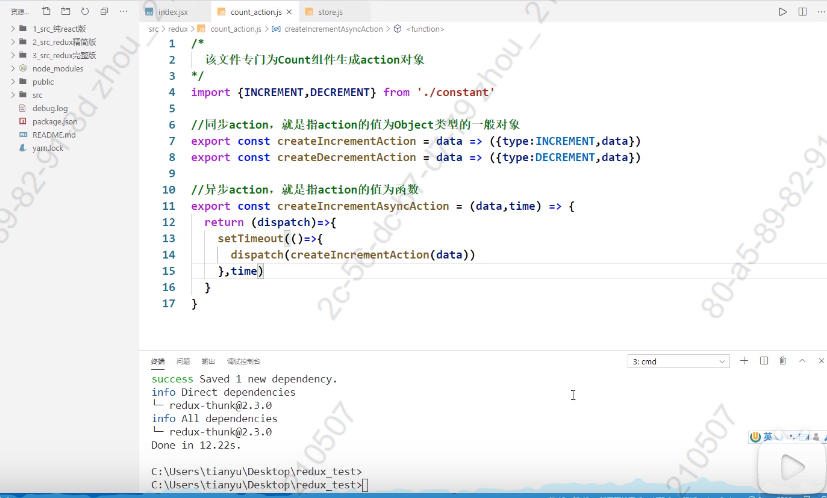 index.jsx
count_action.js ×
store.js
src > redux > count_action.js > createIncrementAsyncAction > <function>
1_src_纯react版
2_src_redux精简版
3_src_redux完整版
node_modules
public
src
debug.log
package.json
README.md
yarn.lock
1 /*
2 该文件专门为Count组件生成action对象
3 */
4 import {INCREMENT,DECREMENT} from './constant'
5
6 //同步action，就是指action的值为Object类型的一般对象
7 export const createIncrementAction = data => ({type:INCREMENT,data})
8 export const createDecrementAction = data => ({type:DECREMENT,data})
9
10 //异步action，就是指action的值为函数
11 export const createIncrementAsyncAction = (data,time) => {
12 return (dispatch)=>{
13 setTimeout(()=>{
14 dispatch(createIncrementAction(data))
15 },time)
16 }
17 }
终端 问题 输出 调试控制台
3: cmd
success Saved 1 new dependency.
info Direct dependencies
└─ redux-thunk@2.3.0
info All dependencies
└─ redux-thunk@2.3.0
Done in 12.22s.
C:\Users\tianyu\Desktop\redux_test>
C:\Users\tianyu\Desktop\redux_test>
英